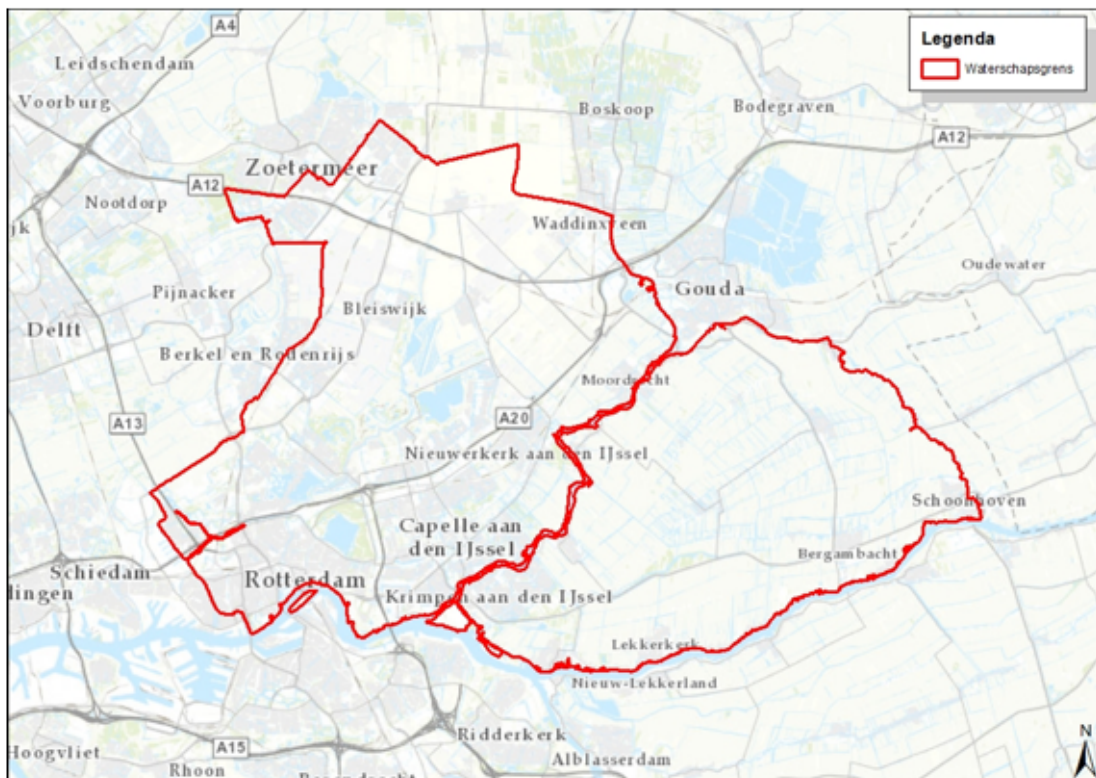 A4
Leidschendam
Legenda
Waterschapsgrens
Voorburg
Boskoop
Bodegraven
A12
Zoetermeer
A12
Nootdorp
ijk
Waddinxveen
Oudewater
Pijnacker
Gouda
Bleiswijk
Delft
Berkel en Rodenrijs
Moordrecht
A13
A20
Nieuwerkerk aan den IJssel
Schoonhoven
Capelle aan
den IJssel
Bergambacht
Schiedam
Rotterdam
dingen
Krimpen aan den IJssel
Lekkerkerk
Nieuw-Lekkerland
Ridderkerk
N
Hoogvliet
A15
Alblasserdam
Rhoon